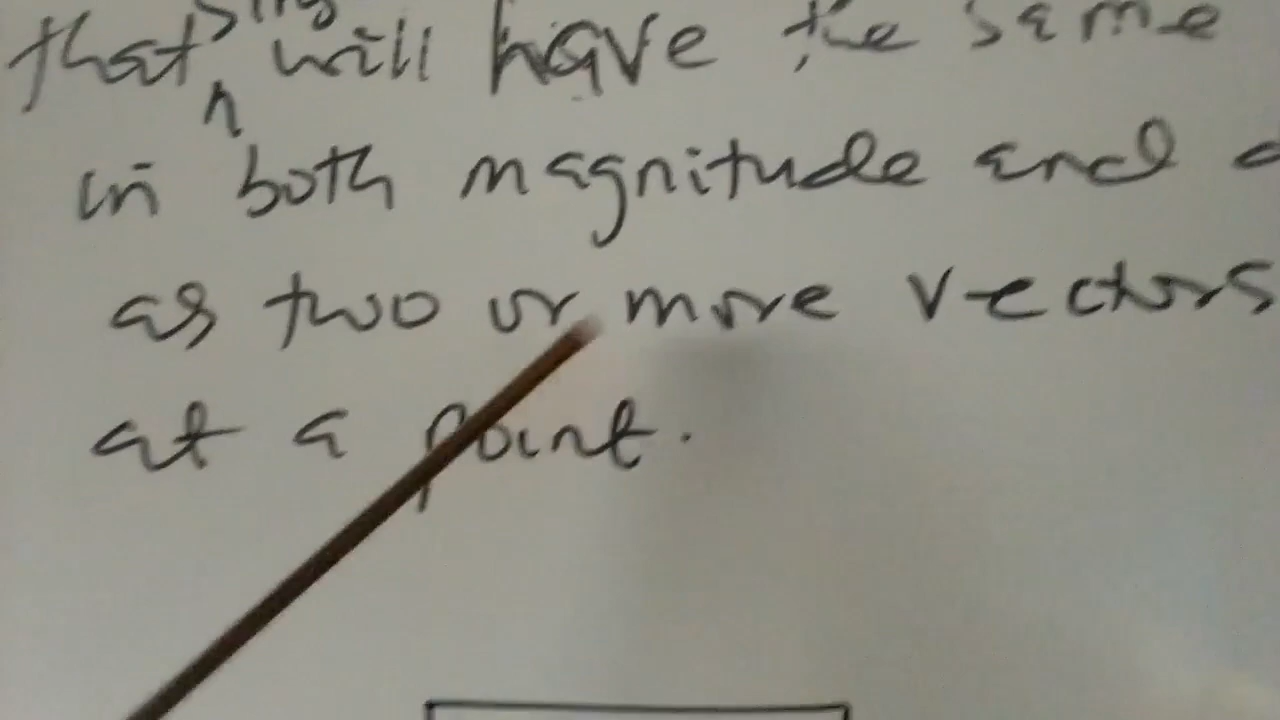 that will have the same
in both magnitude and
as two or more vectors
at a point.